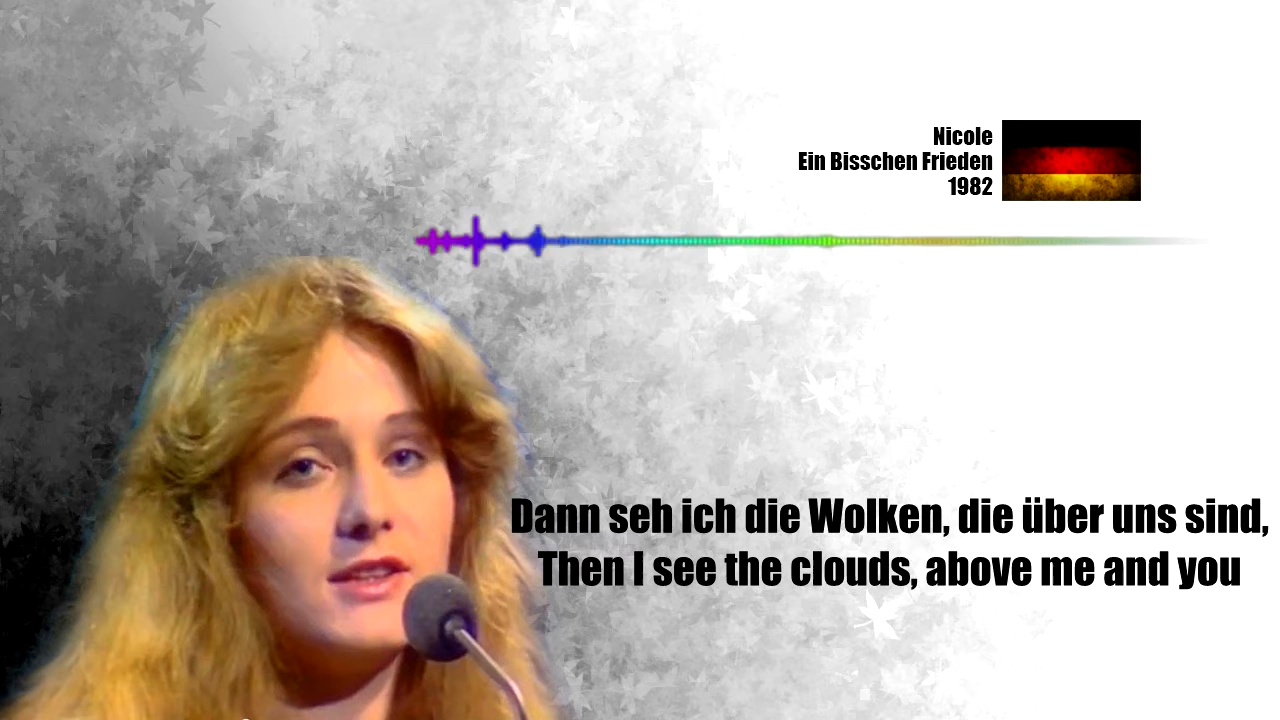 Nicole
Ein Bisschen Frieden
1982
Dann seh ich die Wolken, die über uns sind,
Then I see the clouds, above me and you